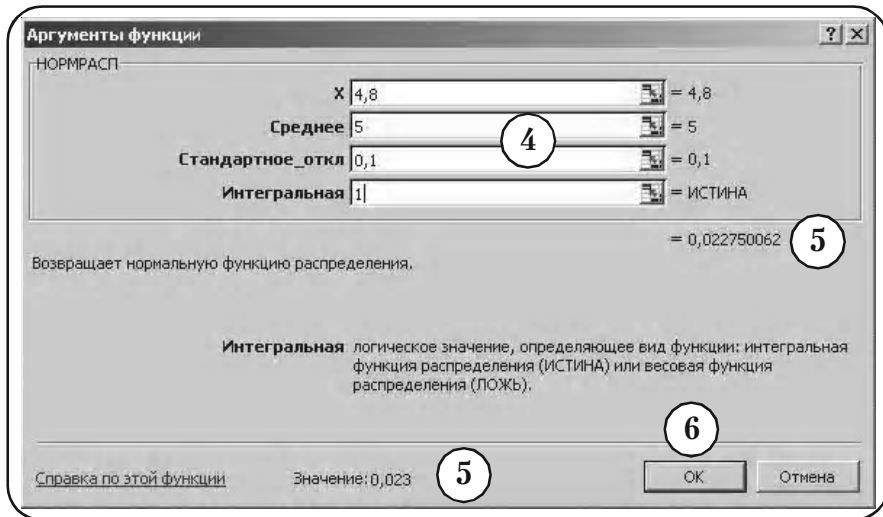 Аргументы функции
НОРМРАСП
X 4,8 = 4,8
Среднее 5 = 5
4
Стандартное_откл 0,1 = 0,1
Интегральная 1 = ИСТИНА
= 0,022750062 5
Возвращает нормальную функцию распределения.
Интегральная логическое значение, определяющее вид функции: интегральная
функция распределения (ИСТИНА) или весовая функция
распределения (ЛОЖЬ).
6
Справка по этой функции Значение:0,023 5 OK Отмена